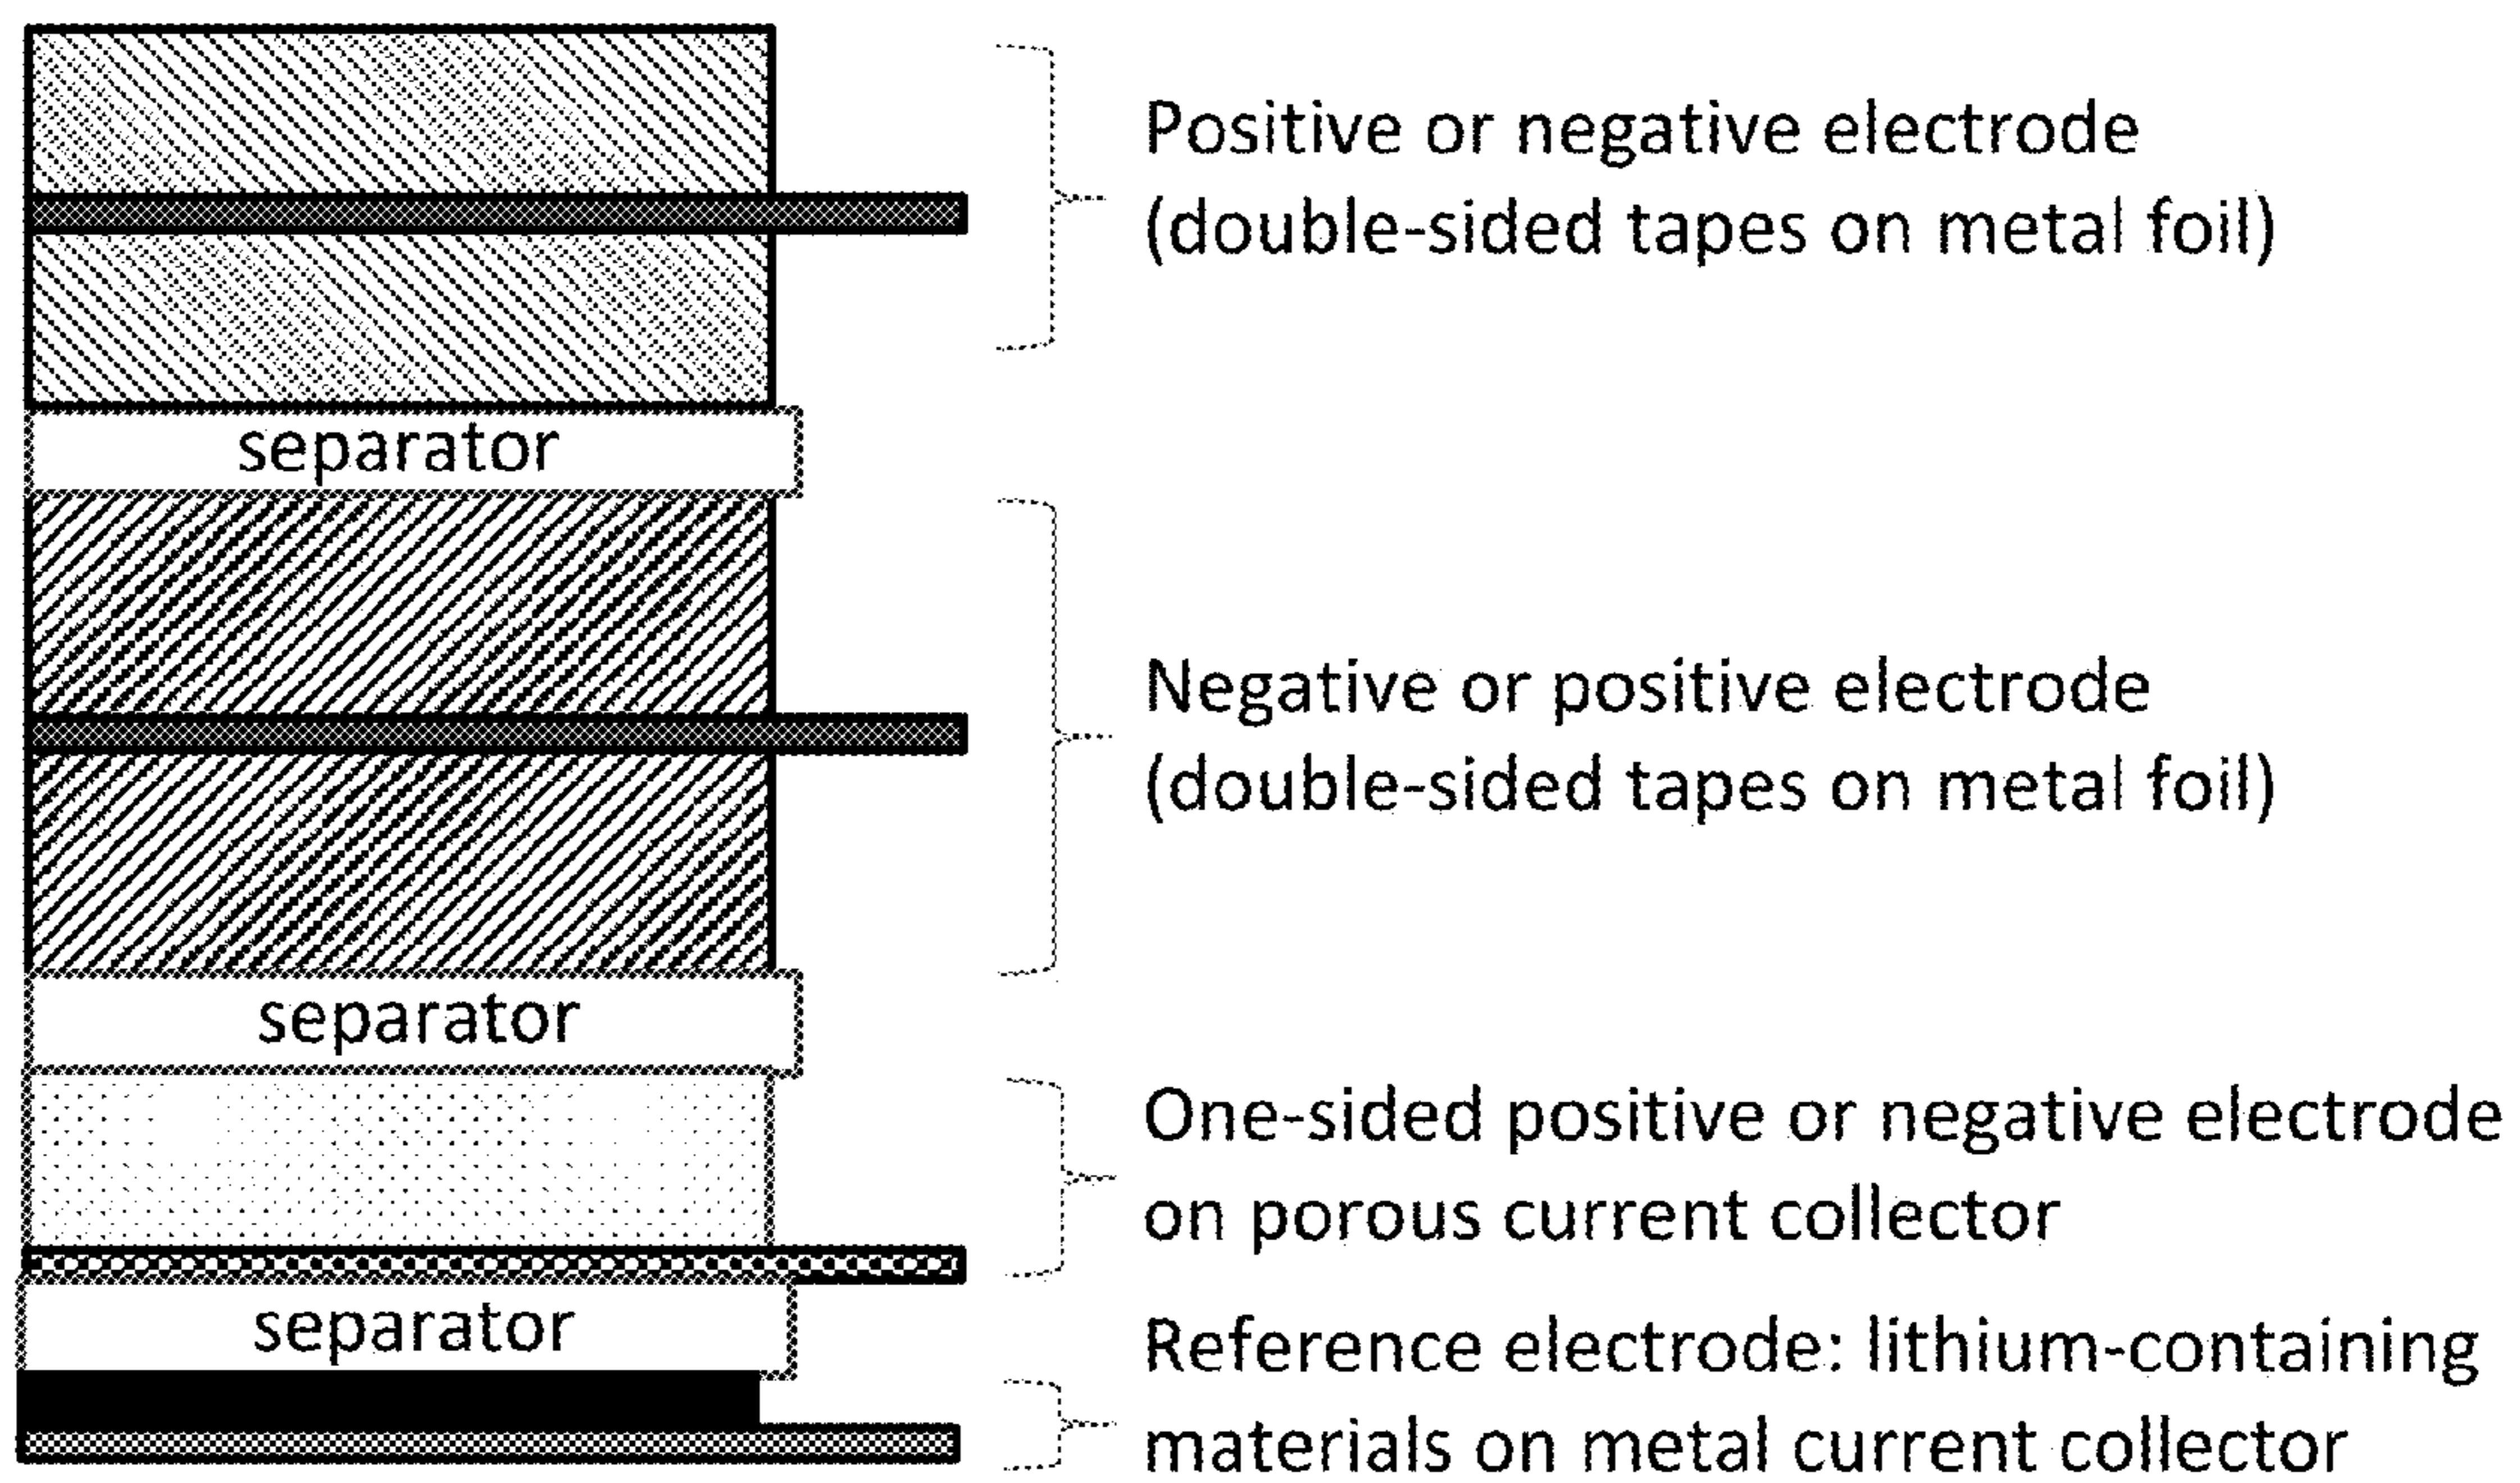 Positive or negative electrode
(double-sided tapes on metal foil)
separator
Negative or positive electrode
(double-sided tapes on metal foil)
separator
One-sided positive or negative electrode
on porous current collector
separator
Reference electrode: lithium-containing
materials on metal current collector